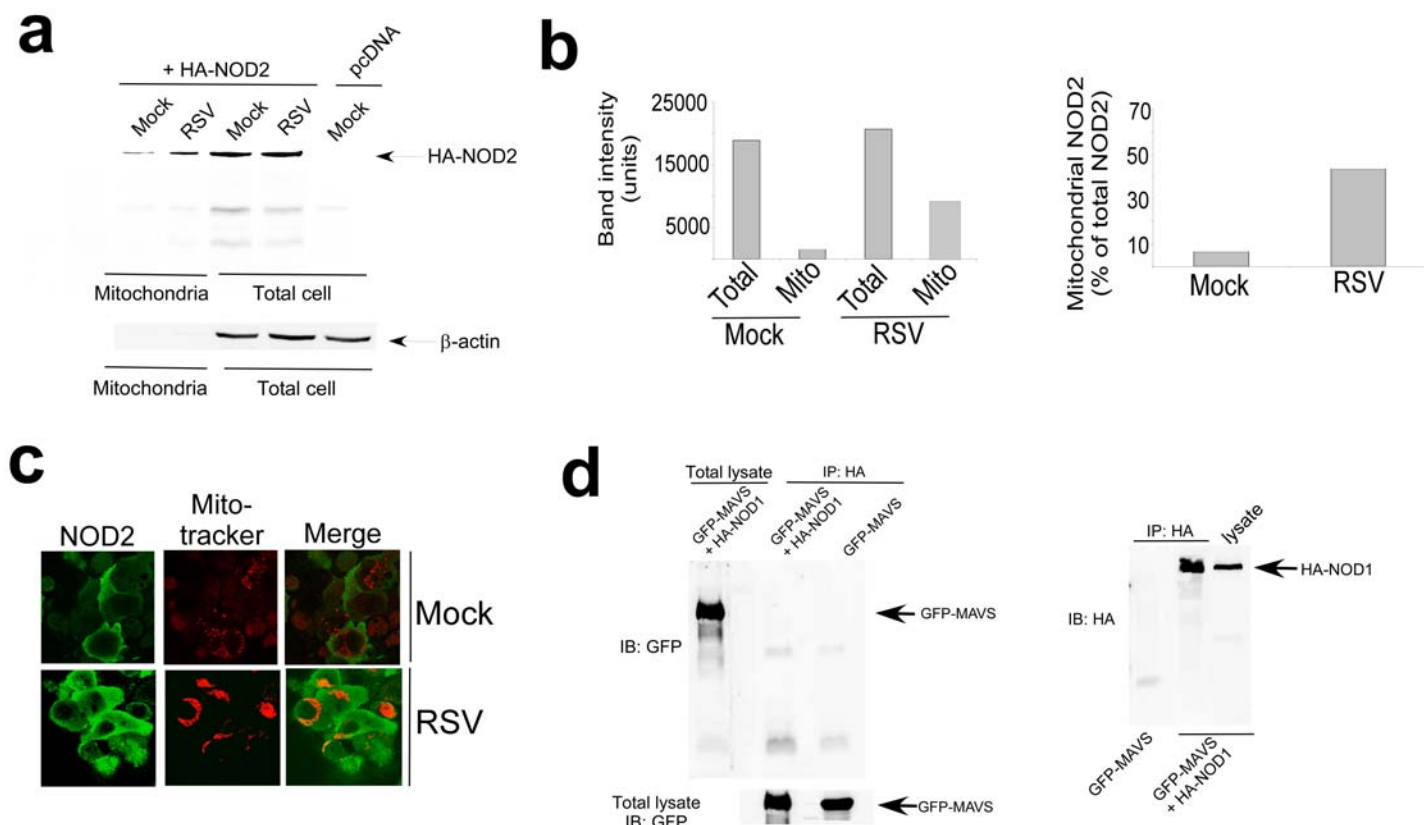 a
+ HA-NOD2
pcDNA
Mock
RSV
Mock
RSV
Mock
HA-NOD2
Mitochondria
Total cell
β-actin
Mitochondria
Total cell
b
Band intensity
(units)
25000
15000
5000
Total
Mito
Total
Mito
Mock
RSV
Mitochondrial NOD2
(% of total NOD2)
70
50
30
10
Mock
RSV
c
NOD2
Mito-
tracker
Merge
Mock
RSV
d
Total lysate
IP: HA
GFP-MAVS
+ HA-NOD1
GFP-MAVS
+ HA-NOD1
GFP-MAVS
IB: GFP
GFP-MAVS
Total lysate
IB: GFP
GFP-MAVS
IP: HA
lysate
HA-NOD1
IB: HA
GFP-MAVS
GFP-MAVS
+ HA-NOD1